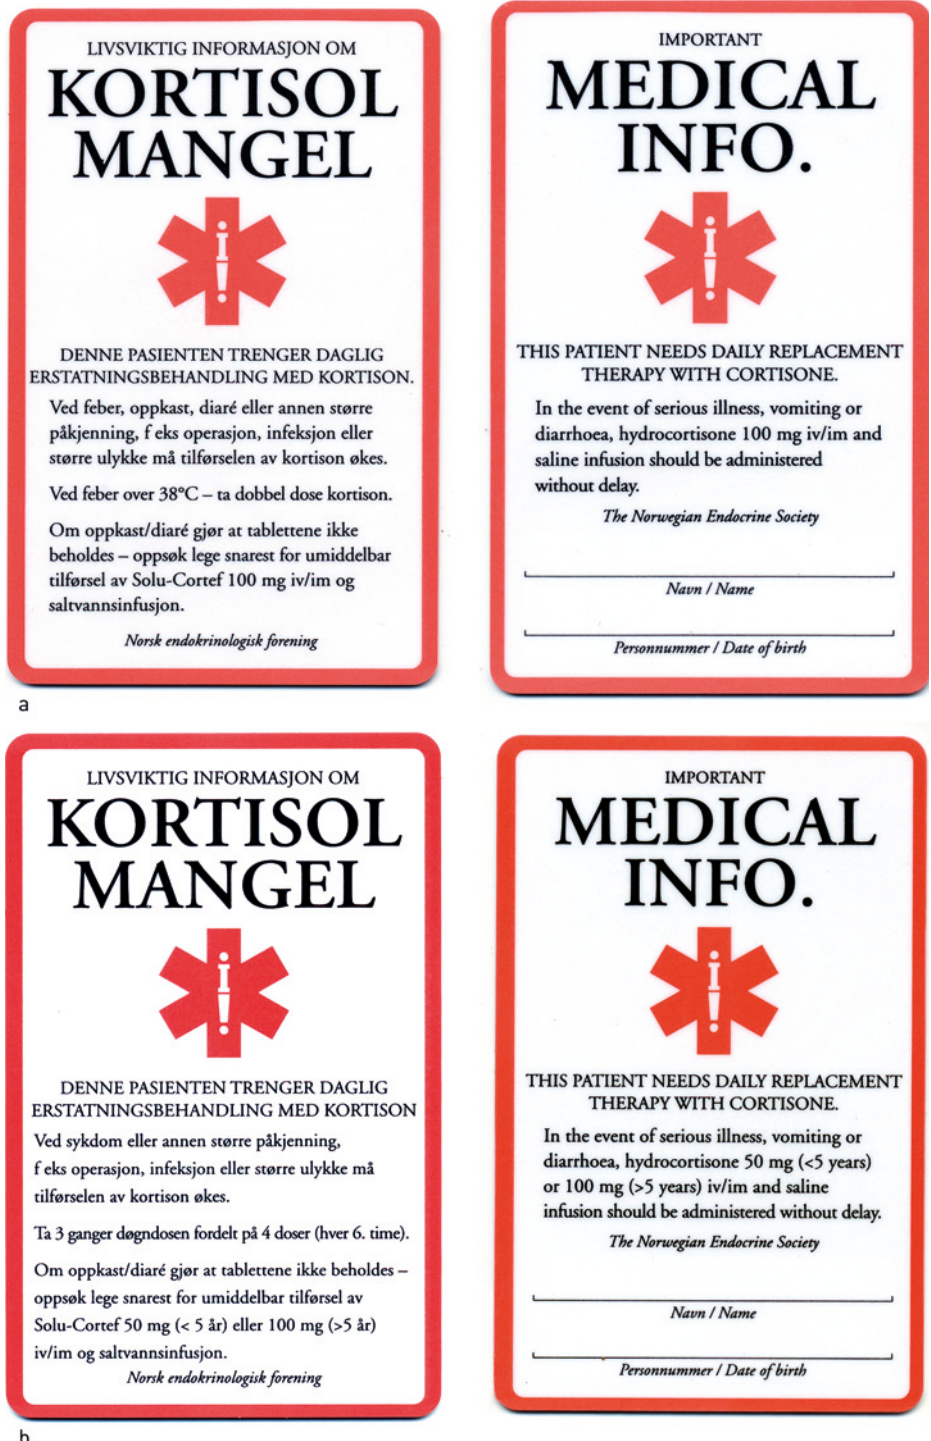 LIVSVIKTIG INFORMASJON OM
KORTISOL
MANGEL
DENNE PASIENTEN TRENGER DAGLIG
ERSTATNINGSBEHANDLING MED KORTISON.
Ved feber, oppkast, diaré eller annen større
påkjenning, f eks operasjon, infeksjon eller
større ulykke må tilførselen av kortison økes.
Ved feber over 38°C – ta dobbel dose kortison.
Om oppkast/diaré gjør at tablettene ikke
beholdes – oppsøk lege snarest for umiddelbar
tilførsel av Solu-Cortef 100 mg iv/im og
saltvannsinfusjon.
Norsk endokrinologisk forening
IMPORTANT
MEDICAL
INFO.
THIS PATIENT NEEDS DAILY REPLACEMENT
THERAPY WITH CORTISONE.
In the event of serious illness, vomiting or
diarrhoea, hydrocortisone 100 mg iv/im and
saline infusion should be administered
without delay.
The Norwegian Endocrine Society
Navn / Name
Personnummer / Date of birth
a
LIVSVIKTIG INFORMASJON OM
KORTISOL
MANGEL
DENNE PASIENTEN TRENGER DAGLIG
ERSTATNINGSBEHANDLING MED KORTISON
Ved sykdom eller annen større påkjenning,
f eks operasjon, infeksjon eller større ulykke må
tilførselen av kortison økes.
Ta 3 ganger døgndosen fordelt på 4 doser (hver 6. time).
Om oppkast/diaré gjør at tablettene ikke beholdes –
oppsøk lege snarest for umiddelbar tilførsel av
Solu-Cortef 50 mg (< 5 år) eller 100 mg (>5 år)
iv/im og saltvannsinfusjon.
Norsk endokrinologisk forening
IMPORTANT
MEDICAL
INFO.
THIS PATIENT NEEDS DAILY REPLACEMENT
THERAPY WITH CORTISONE.
In the event of serious illness, vomiting or
diarrhoea, hydrocortisone 50 mg (<5 years)
or 100 mg (>5 years) iv/im and saline
infusion should be administered without delay.
The Norwegian Endocrine Society
Navn / Name
Personnummer / Date of birth